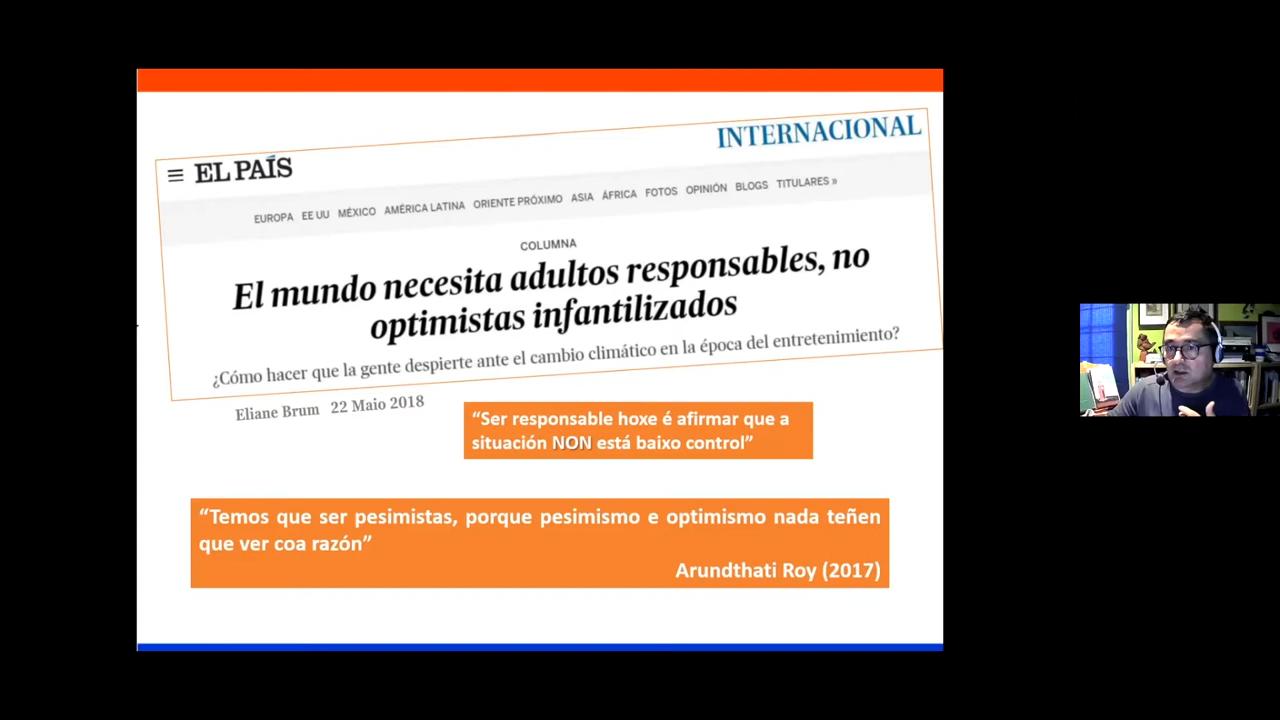 INTERNACIONAL
EL PAÍS
EUROPA EE UU MÉXICO AMÉRICA LATINA ORIENTE PRÓXIMO ASIA ÁFRICA FOTOS OPINIÓN BLOGS TITULARES »
COLUMNA
El mundo necesita adultos responsables, no
optimistas infantilizados
¿Cómo hacer que la gente despierte ante el cambio climático en la época del entretenimiento?
Eliane Brum 22 Maio 2018
“Ser responsable hoxe é afirmar que a
situación NON está baixo control”
“Temos que ser pesimistas, porque pesimismo e optimismo nada teñen
que ver coa razón”
Arundthati Roy (2017)